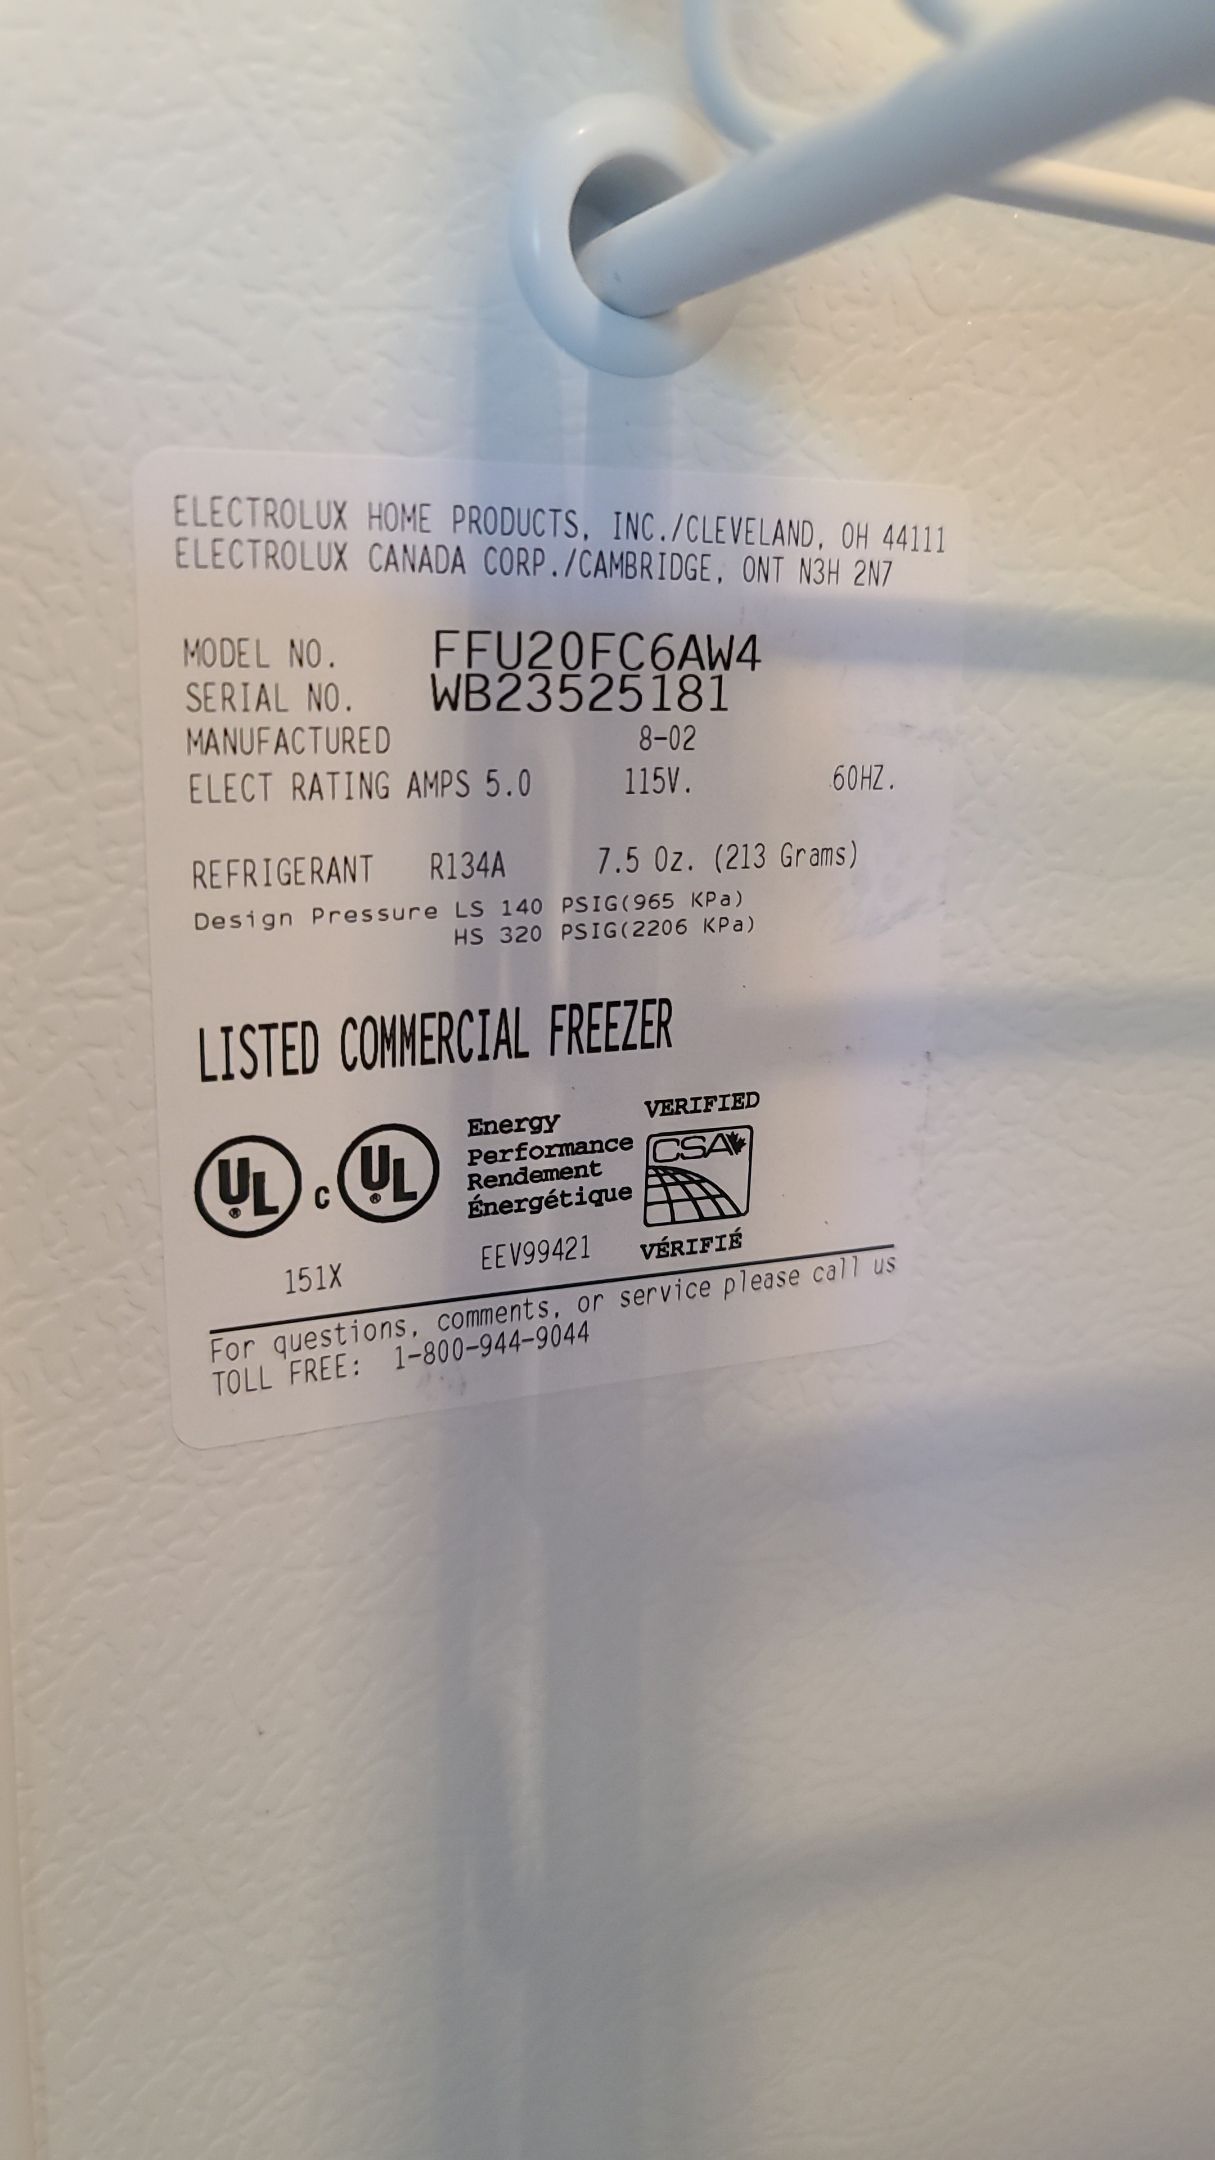 ELECTROLUX HOME PRODUCTS, INC./CLEVELAND, OH 44111
ELECTROLUX CANADA CORP./CAMBRIDGE, ONT N3H 2N7
MODEL NO. FFU20FC6AW4
SERIAL NO. WB23525181
MANUFACTURED 8-02
ELECT RATING AMPS 5.0 115V. 60HZ.
REFRIGERANT R134A 7.5 Oz. (213 Grams)
Design Pressure LS 140 PSIG(965 KPa)
HS 320 PSIG(2206 KPa)
LISTED COMMERCIAL FREEZER
UL® c UL®
151X
Energy
Performance
Rendement
Énergétique
EEV99421
VERIFIED
CSA
VÉRIFIÉ
For questions, comments, or service please call us
TOLL FREE: 1-800-944-9044